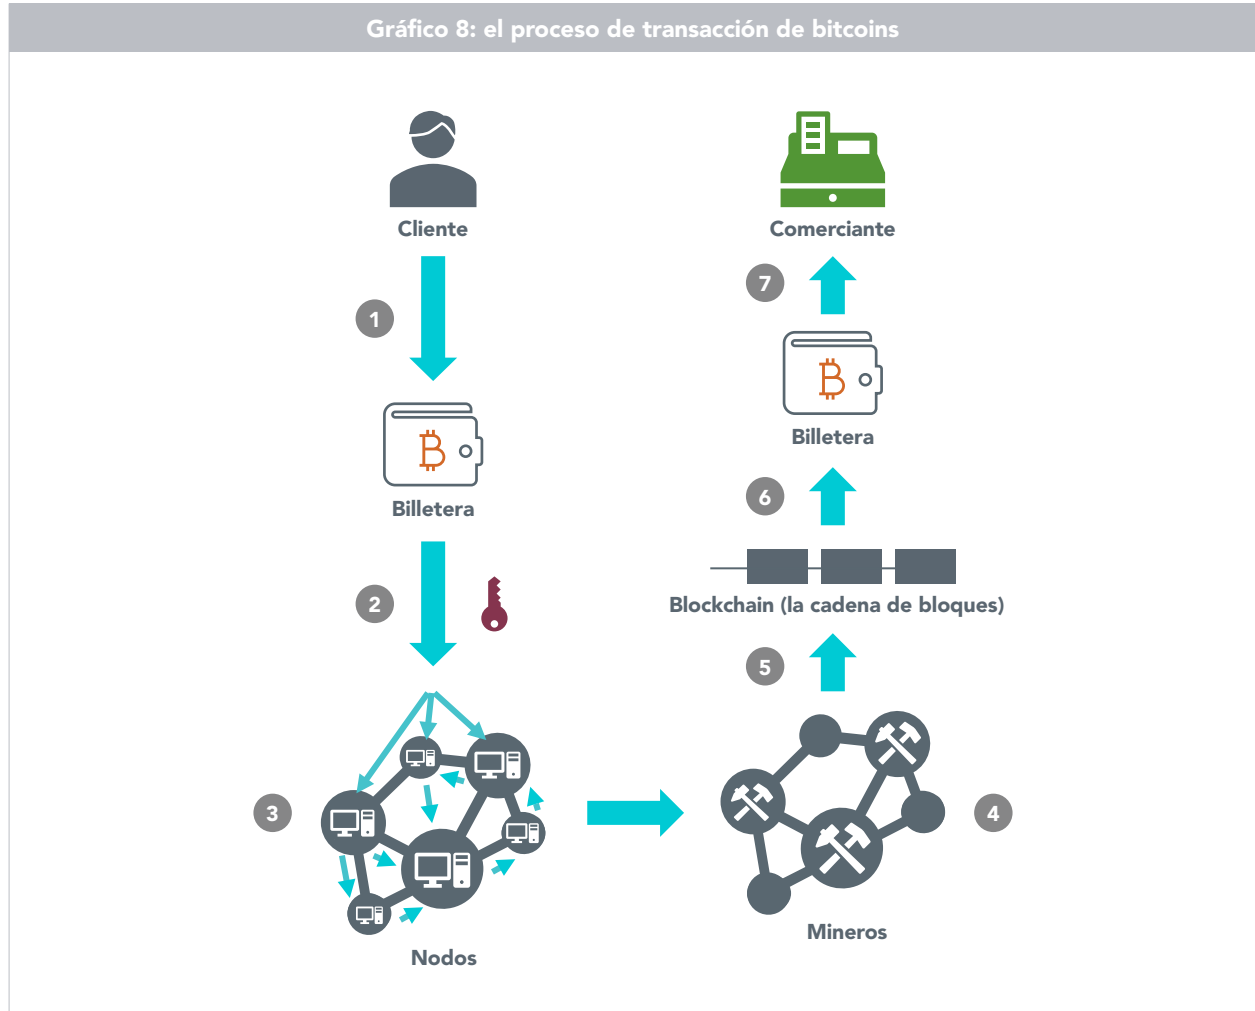 Gráfico 8: el proceso de transacción de bitcoins
Cliente
1
Billetera
2
3
Nodos
4
Mineros
5
Blockchain (la cadena de bloques)
6
Billetera
7
Comerciante